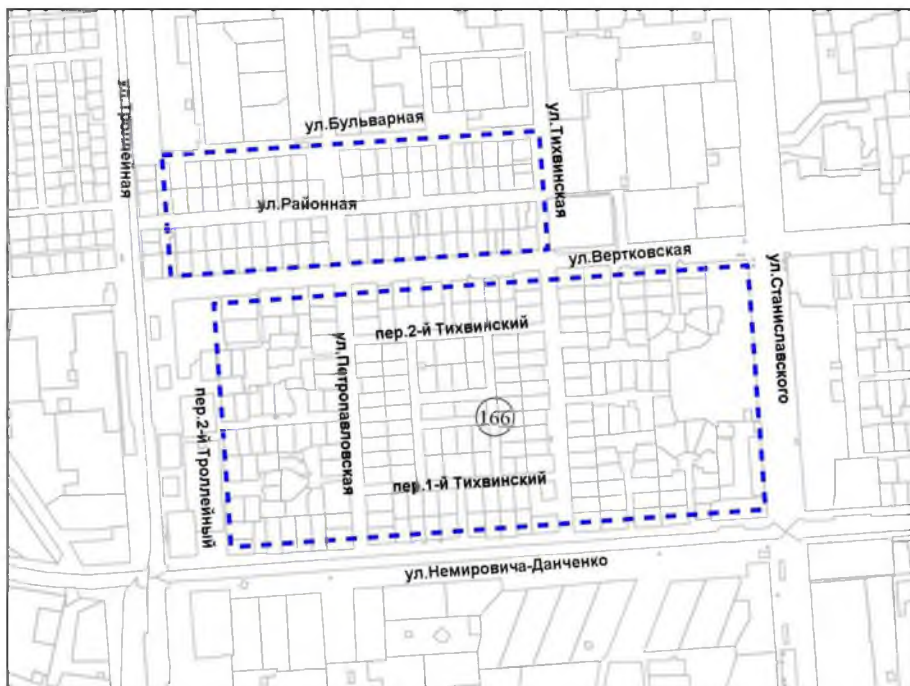 ул.Троллейная
ул.Бульварная
ул.Тихвинская
ул.Районная
ул.Вертковская
ул.Станиславского
пер.2-й Тихвинский
ул.Петропавловская
пер.2-й Троллейный
166
пер.1-й Тихвинский
ул.Немировича-Данченко